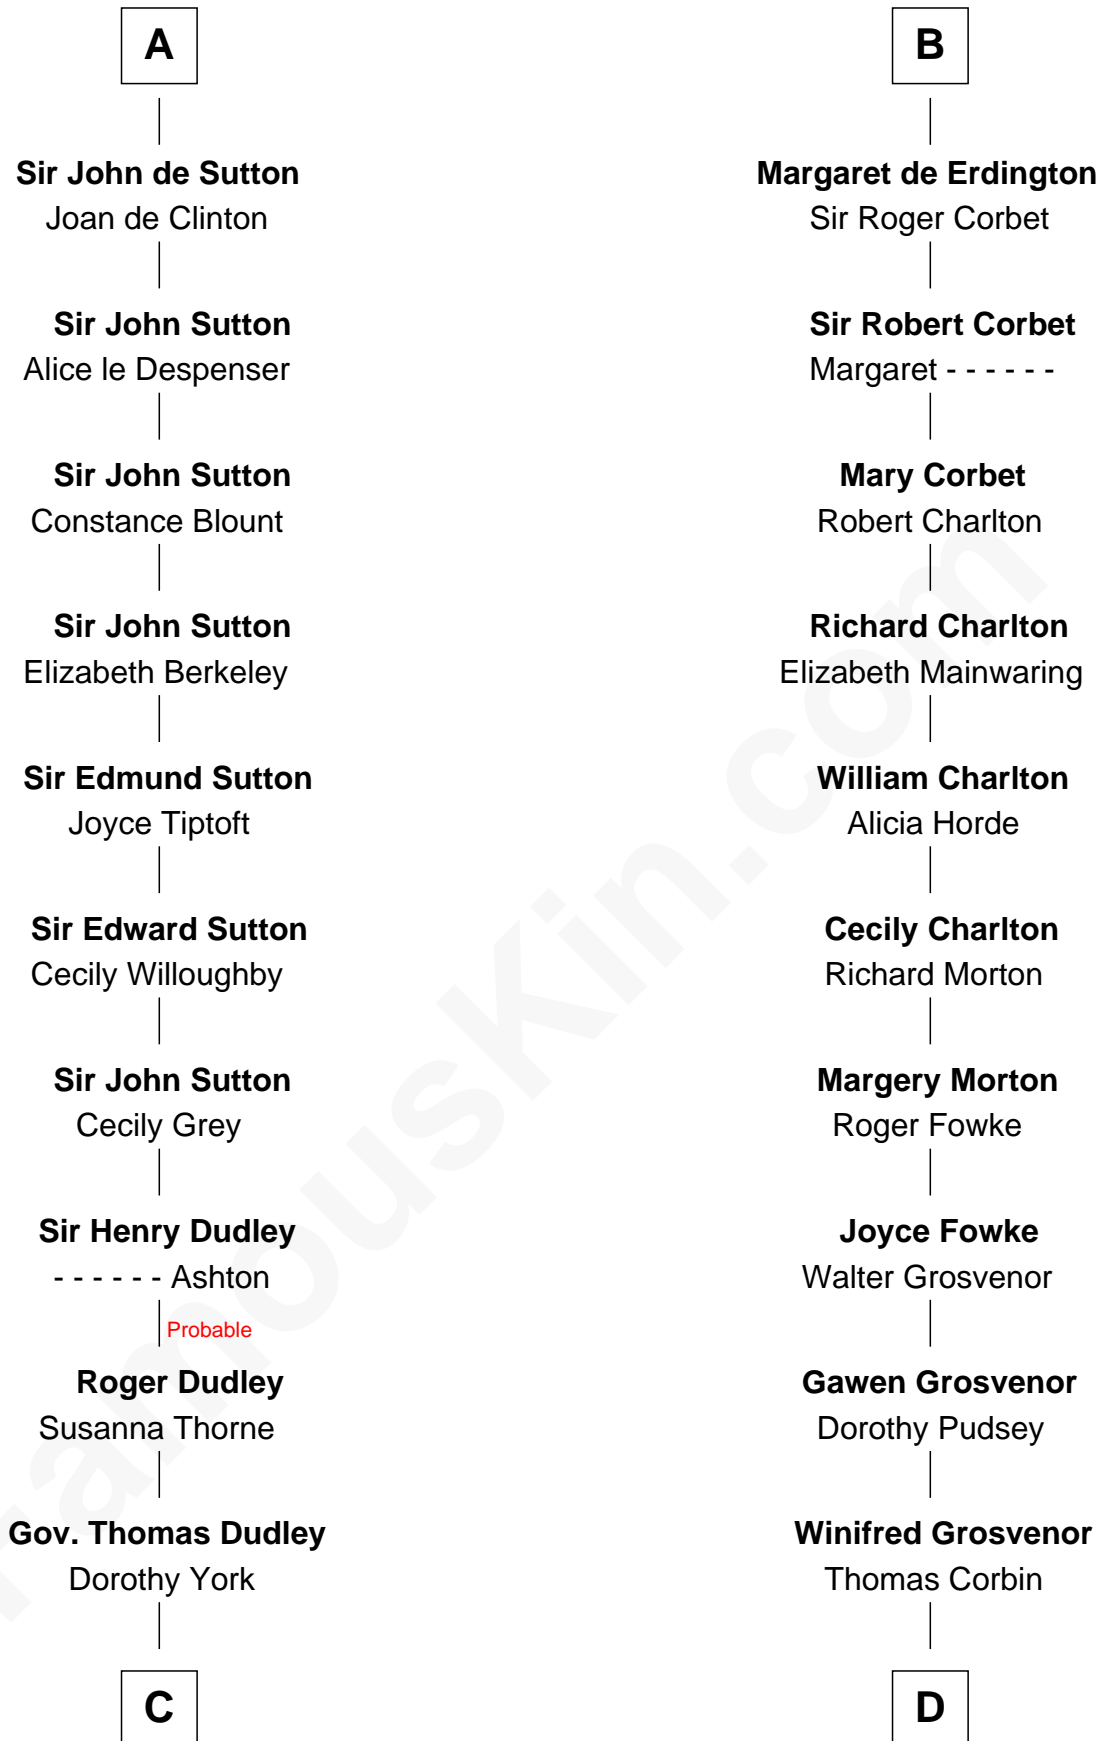 A
Sir John de Sutton
Joan de Clinton
Sir John Sutton
Alice le Despenser
Sir John Sutton
Constance Blount
Sir John Sutton
Elizabeth Berkeley
Sir Edmund Sutton
Joyce Tiptoft
Sir Edward Sutton
Cecily Willoughby
Sir John Sutton
Cecily Grey
Sir Henry Dudley
- - - - - - Ashton
Probable
Roger Dudley
Susanna Thorne
Gov. Thomas Dudley
Dorothy York
C
B
Margaret de Erdington
Sir Roger Corbet
Sir Robert Corbet
Margaret - - - - - -
Mary Corbet
Robert Charlton
Richard Charlton
Elizabeth Mainwaring
William Charlton
Alicia Horde
Cecily Charlton
Richard Morton
Margery Morton
Roger Fowke
Joyce Fowke
Walter Grosvenor
Gawen Grosvenor
Dorothy Pudsey
Winifred Grosvenor
Thomas Corbin
D
FamousKin.com